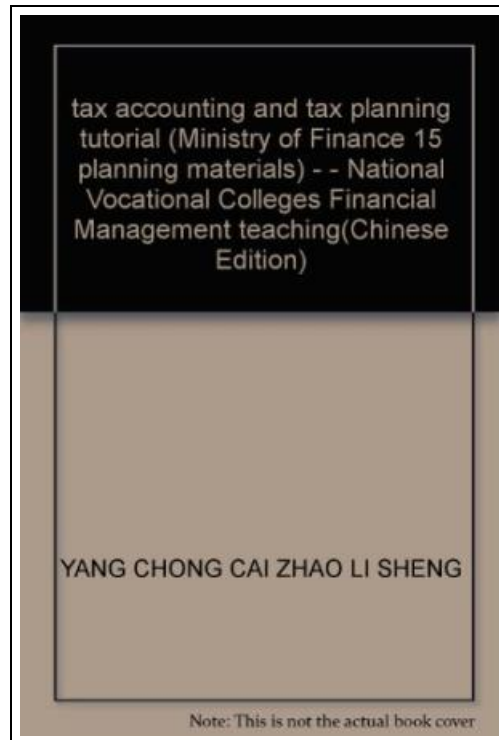 tax accounting and tax planning
tutorial (Ministry of Finance 15
planning materials) - - National
Vocational Colleges Financial
Management teaching(Chinese
Edition)
YANG CHONG CAI ZHAO LI SHENG
Note: This is not the actual book cover